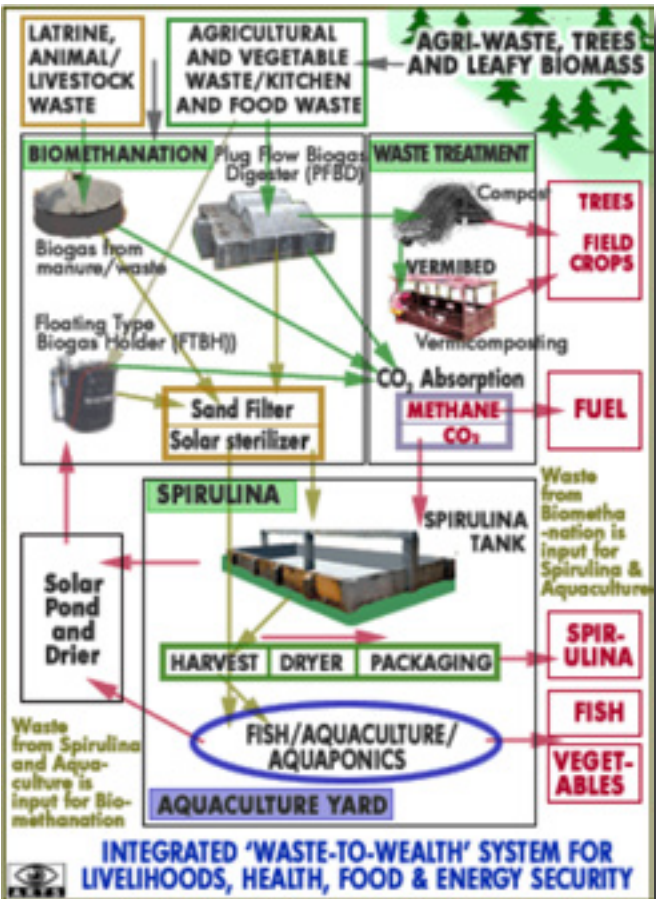 LATRINE,
ANIMAL/
LIVESTOCK
WASTE
AGRICULTURAL
AND VEGETABLE
WASTE/KITCHEN
AND FOOD WASTE
AGRI-WASTE, TREES
AND LEAFY BIOMASS
BIOMETHANATION
Plug Flow Biogas
Digester (PFBD)
WASTE TREATMENT
Compost
TREES
FIELD
CROPS
Biogas from
manure/waste
VERMIBED
Vermicomposting
Floating Type
Biogas Holder (FTBH))
CO2 Absorption
Sand Filter
Solar sterilizer
METHANE
CO2
FUEL
SPIRULINA
SPIRULINA
TANK
Waste
from
Biometha
-nation is
input for
Spirulina &
Aquaculture
Solar
Pond
and
Drier
HARVEST
DRYER
PACKAGING
SPIR-
ULINA
FISH/AQUACULTURE/
AQUAPONICS
FISH
VEGET-
ABLES
Waste
from Spirulina
and Aqua-
culture is
input for Bio-
methanation
AQUACULTURE YARD
INTEGRATED 'WASTE-TO-WEALTH' SYSTEM FOR
LIVELIHOODS, HEALTH, FOOD & ENERGY SECURITY